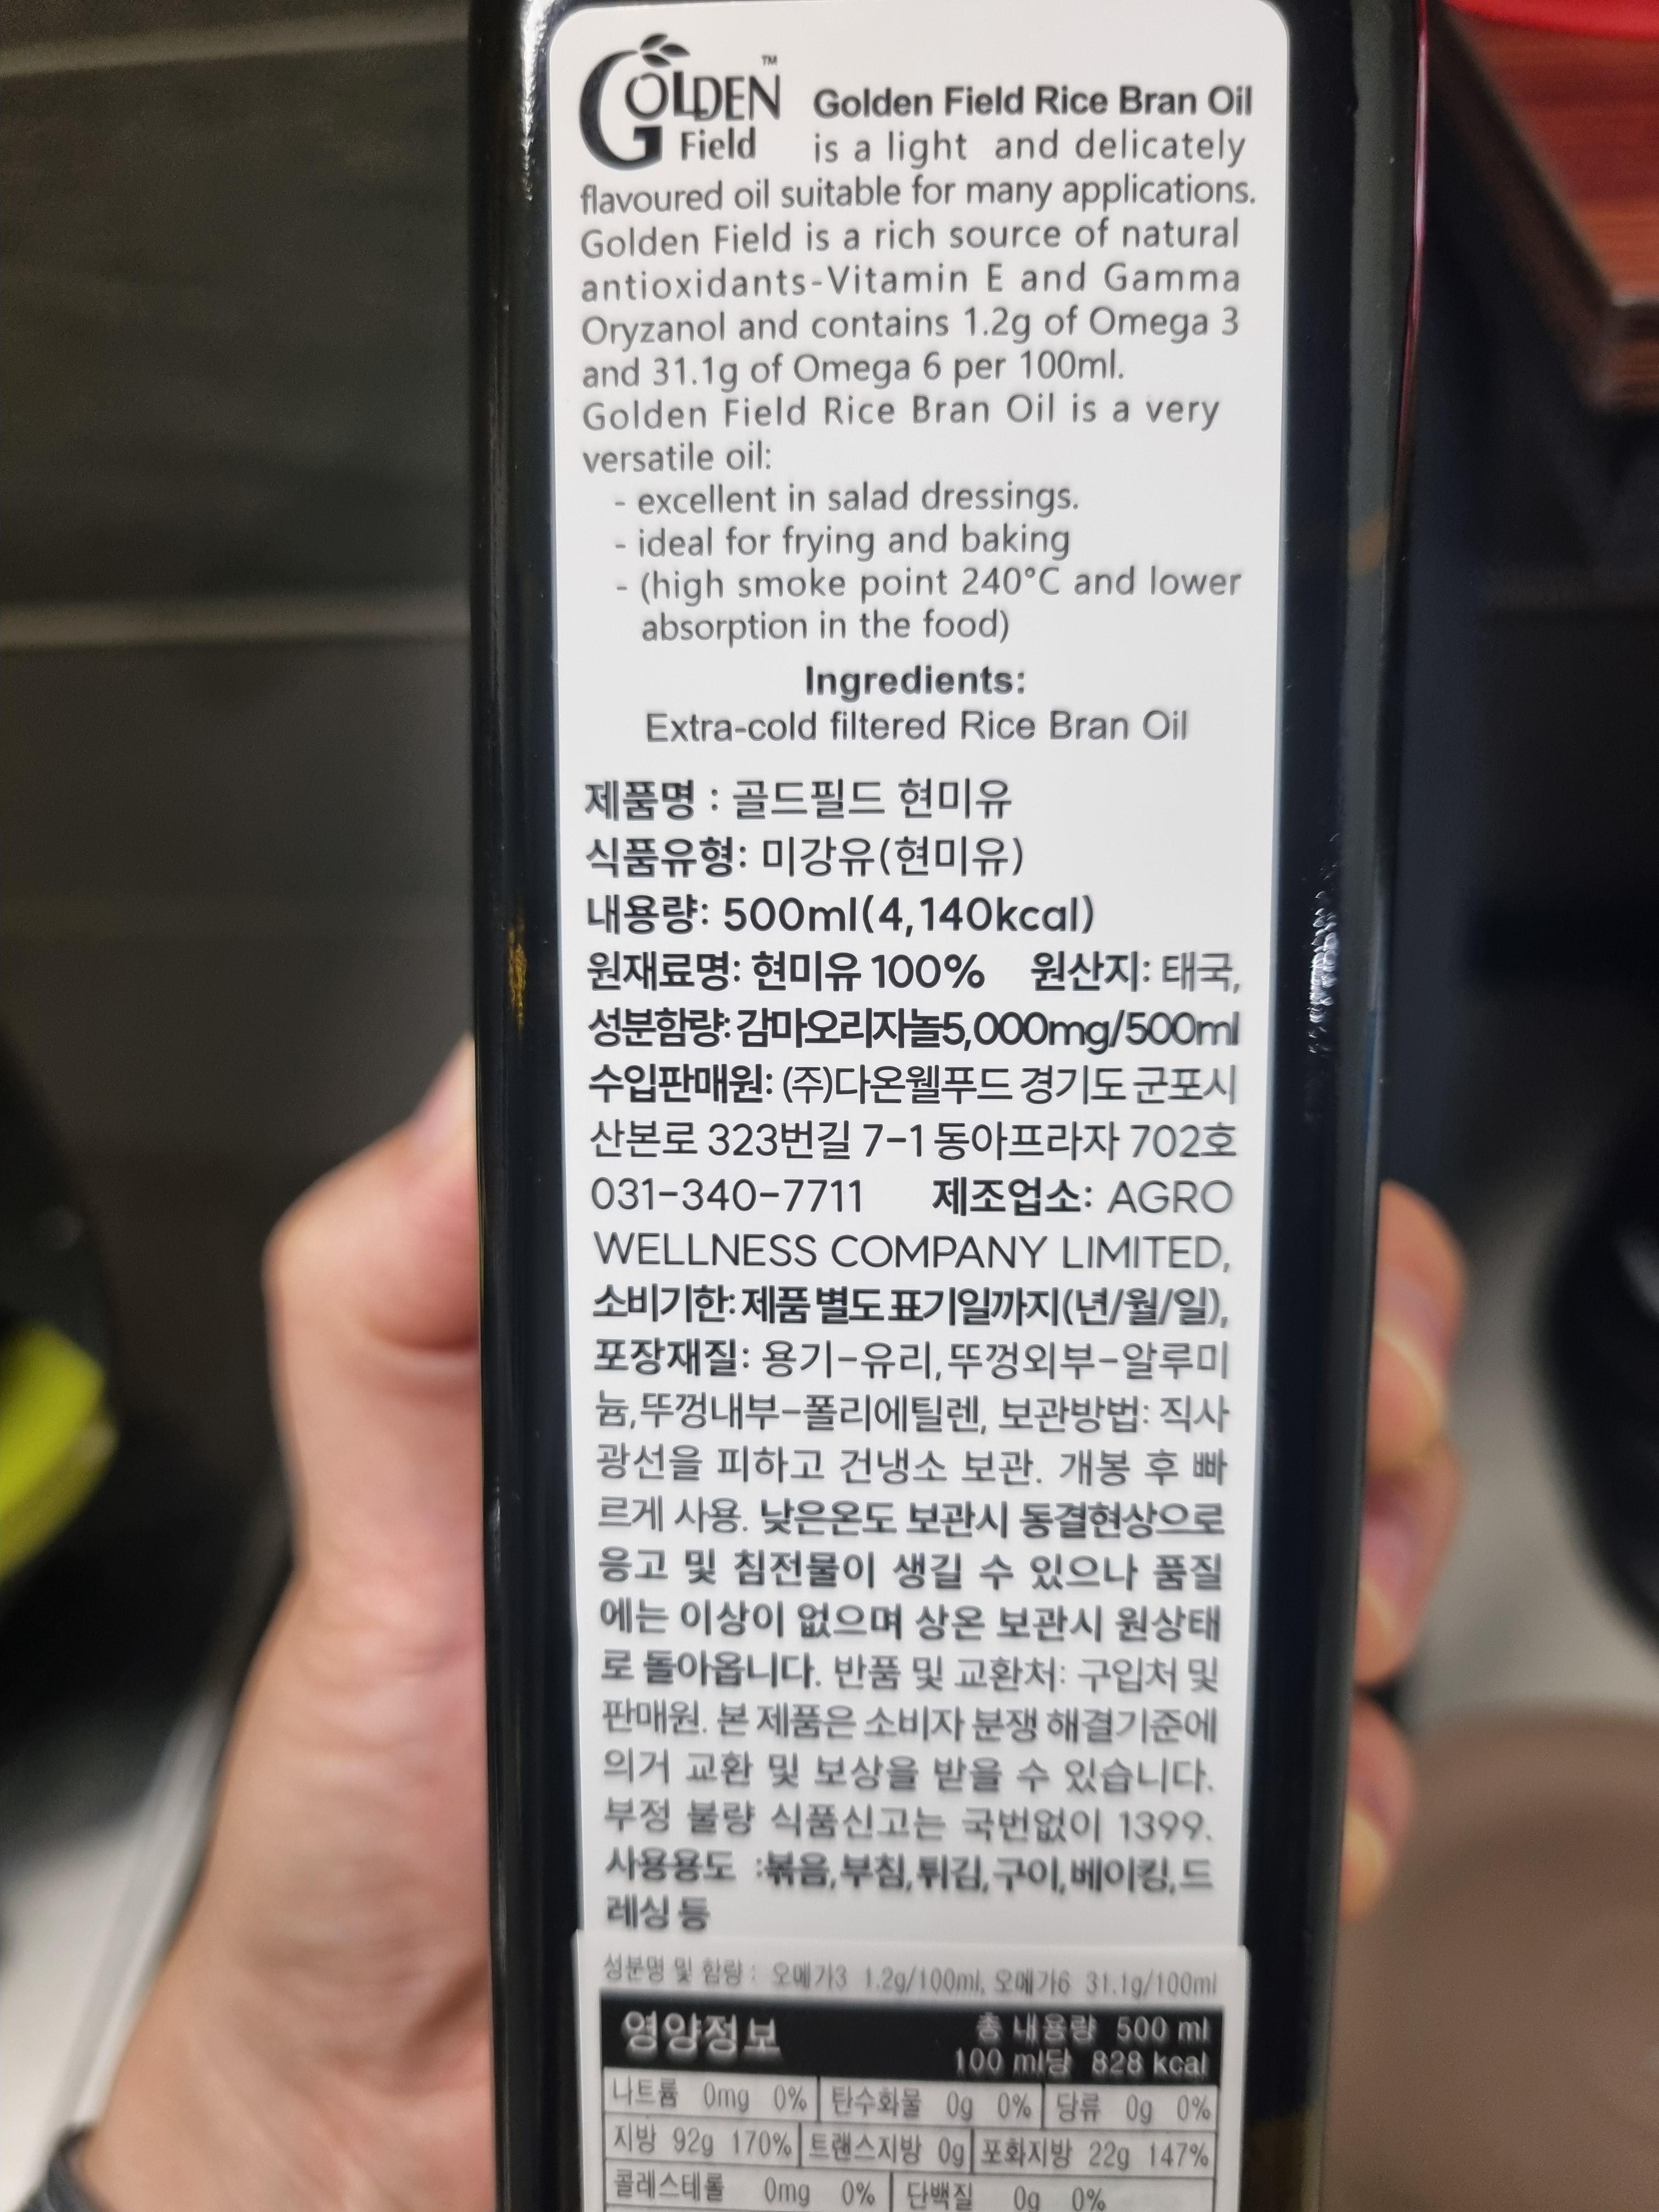 GOLDEN Field™
Golden Field Rice Bran Oil
is a light and delicately
flavoured oil suitable for many applications.
Golden Field is a rich source of natural
antioxidants-Vitamin E and Gamma
Oryzanol and contains 1.2g of Omega 3
and 31.1g of Omega 6 per 100ml.
Golden Field Rice Bran Oil is a very
versatile oil:
- excellent in salad dressings.
- ideal for frying and baking
- (high smoke point 240°C and lower
absorption in the food)
Ingredients:
Extra-cold filtered Rice Bran Oil
제품명 : 골드필드 현미유
식품유형: 미강유(현미유)
내용량: 500ml(4,140kcal)
원재료명: 현미유 100% 원산지: 태국,
성분함량: 감마오리자놀5,000mg/500ml
수입판매원: (주)다온웰푸드 경기도 군포시
산본로 323번길 7-1 동아프라자 702호
031-340-7711 제조업소: AGRO
WELLNESS COMPANY LIMITED,
소비기한: 제품 별도 표기일까지(년/월/일),
포장재질: 용기-유리, 뚜껑외부-알루미
늄,뚜껑내부-폴리에틸렌, 보관방법: 직사
광선을 피하고 건냉소 보관. 개봉 후 빠
르게 사용. 낮은온도 보관시 동결현상으로
응고 및 침전물이 생길 수 있으나 품질
에는 이상이 없으며 상온 보관시 원상태
로 돌아옵니다. 반품 및 교환처: 구입처 및
판매원. 본 제품은 소비자 분쟁 해결기준에
의거 교환 및 보상을 받을 수 있습니다.
부정 불량 식품신고는 국번없이 1399.
사용용도 :볶음,부침,튀김,구이,베이킹,드
레싱 등
성분명 및 함량 : 오메가3 1.2g/100ml, 오메가6 31.1g/100ml
영양정보 총 내용량 500 ml
100 ml당 828 kcal
나트륨 0mg 0% 탄수화물 0g 0% 당류 0g 0%
지방 92g 170% 트랜스지방 0g 포화지방 22g 147%
콜레스테롤 0mg 0% 단백질 0g 0%